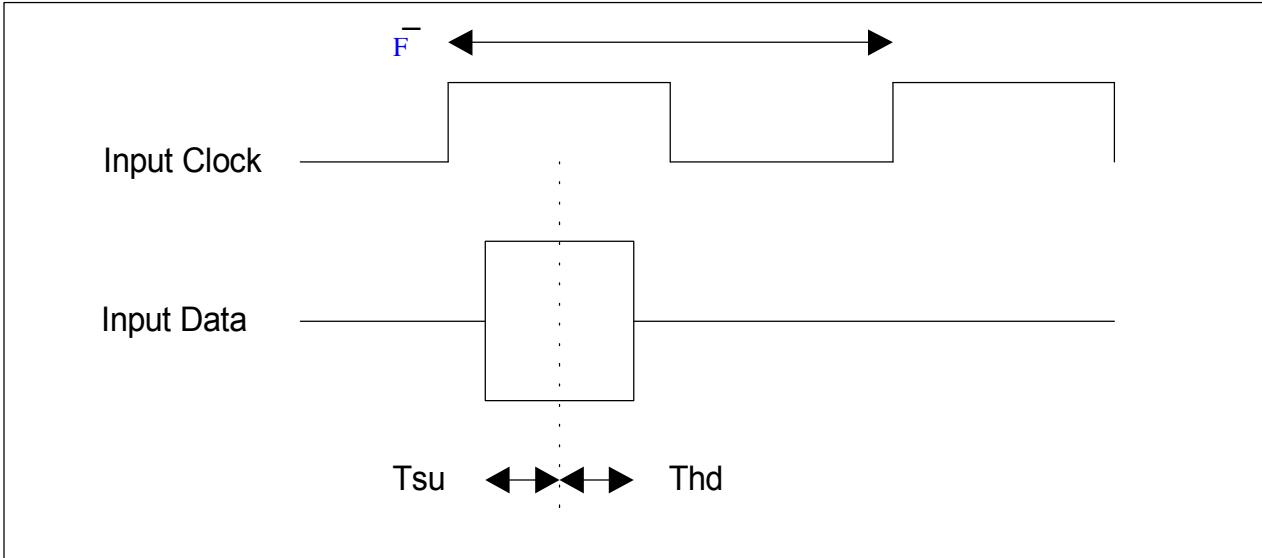 F̅
Input Clock
Input Data
Tsu
Thd